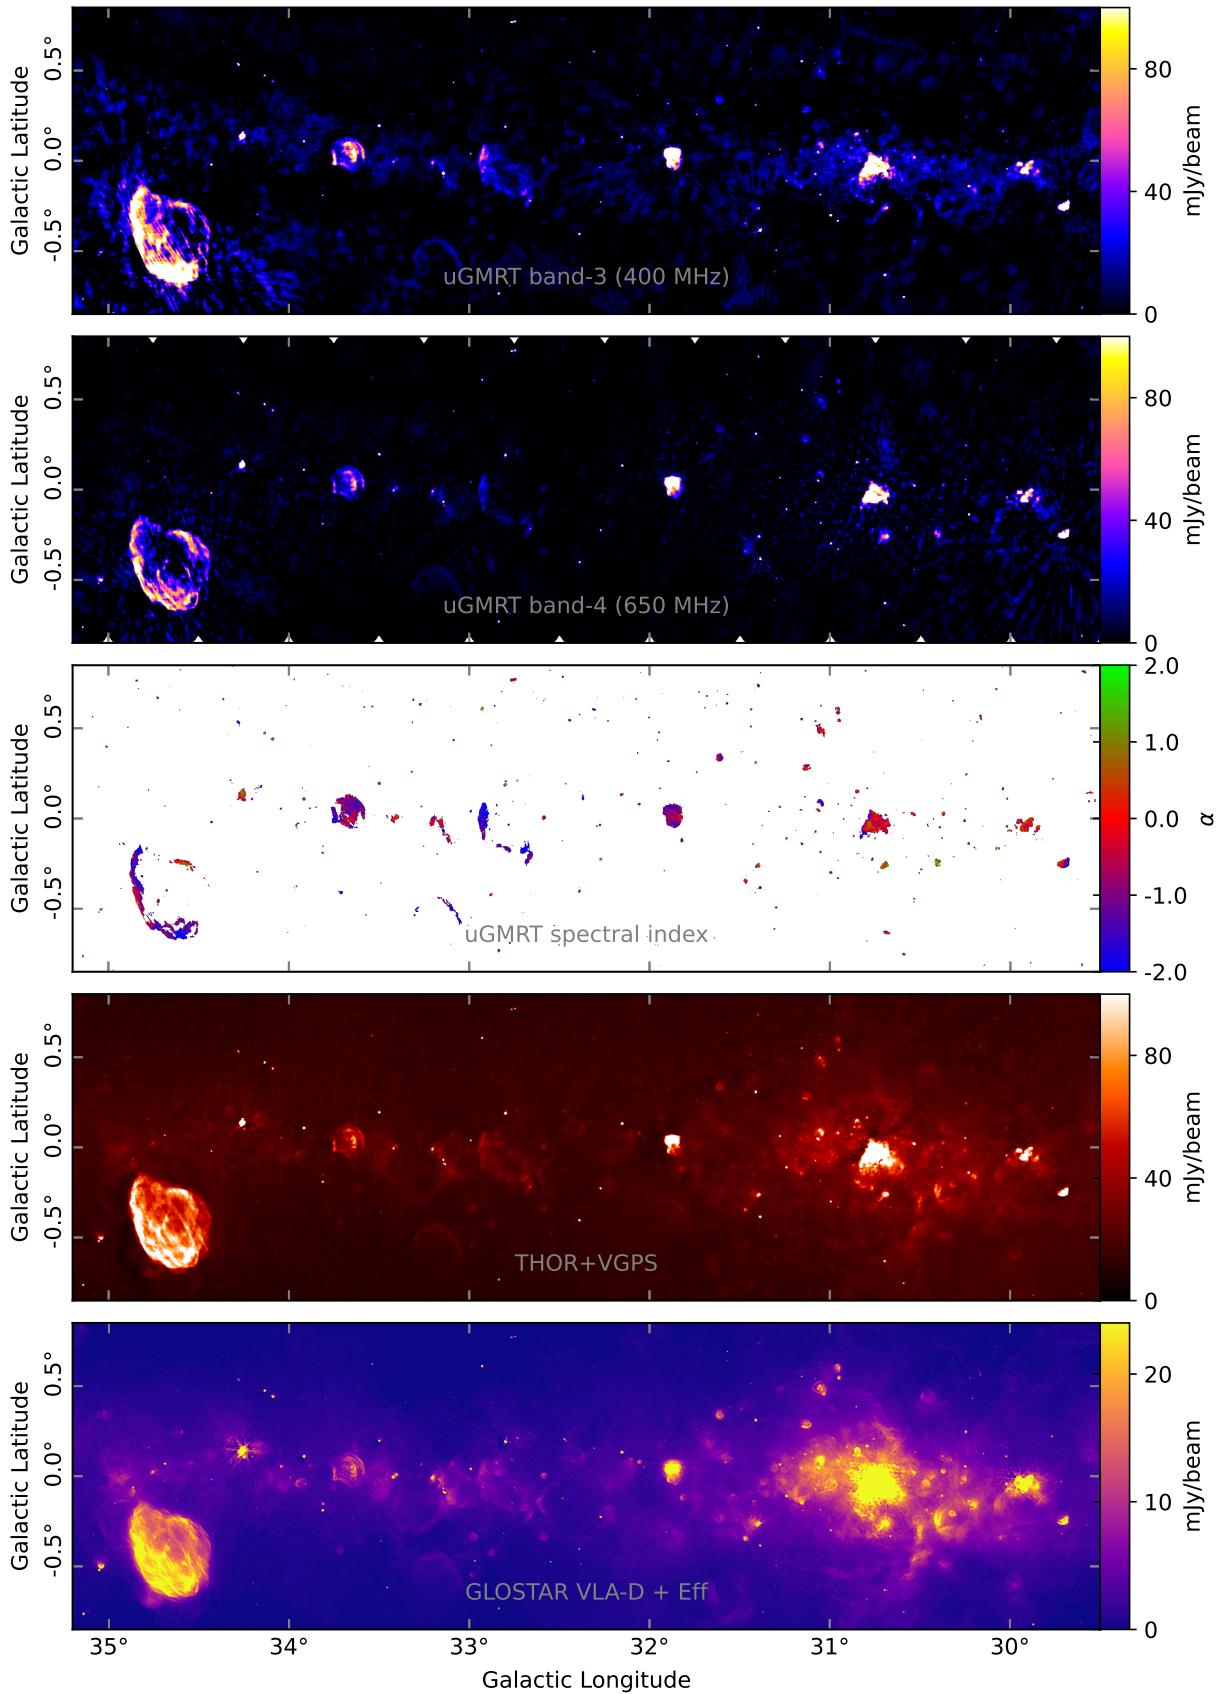 Galactic Latitude
0.5°
0.0°
-0.5°
uGMRT band-3 (400 MHz)
80
40
0
mJy/beam
Galactic Latitude
0.5°
0.0°
-0.5°
uGMRT band-4 (650 MHz)
80
40
0
mJy/beam
Galactic Latitude
0.5°
0.0°
-0.5°
uGMRT spectral index
2.0
1.0
0.0
-1.0
-2.0
α
Galactic Latitude
0.5°
0.0°
-0.5°
THOR+VGPS
80
40
0
mJy/beam
Galactic Latitude
0.5°
0.0°
-0.5°
GLOSTAR VLA-D + Eff
20
10
0
mJy/beam
35° 34° 33° 32° 31° 30°
Galactic Longitude